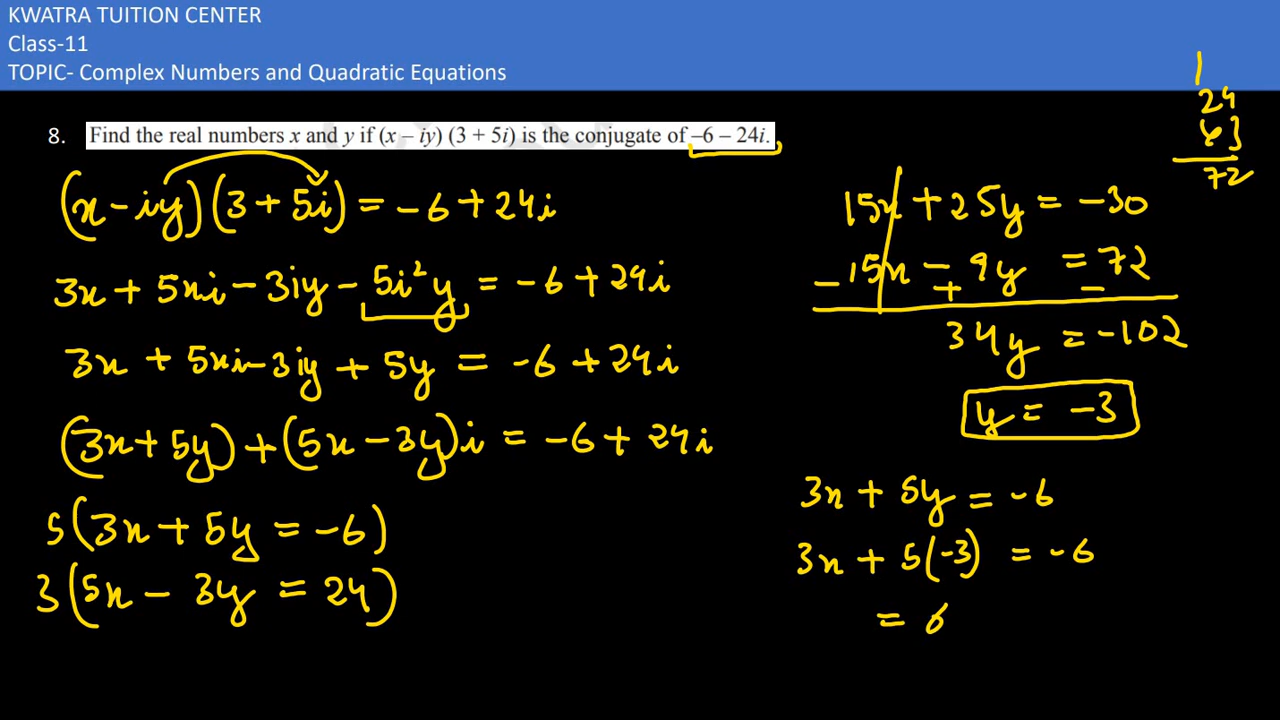 KWATRA TUITION CENTER
Class-11
TOPIC- Complex Numbers and Quadratic Equations
8. Find the real numbers x and y if (x – iy) (3 + 5i) is the conjugate of –6 – 24i.
(x - iy)(3 + 5i) = -6 + 24i
3x + 5xi - 3iy - 5i²y = -6 + 24i
3x + 5xi - 3iy + 5y = -6 + 24i
(3x + 5y) + (5x - 3y)i = -6 + 24i
5(3x + 5y = -6)
3(5x - 3y = 24)
1
24
3
72
15x + 25y = -30
15x - 9y = 72
- + -
34y = -102
y = -3
3x + 5y = -6
3x + 5(-3) = -6
= 6